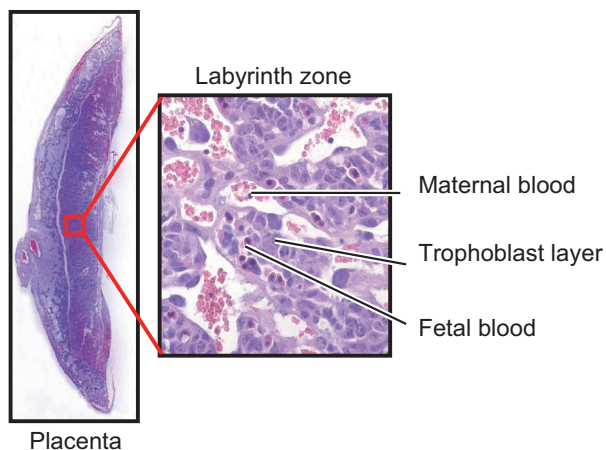 Labyrinth zone
Maternal blood
Trophoblast layer
Fetal blood
Placenta